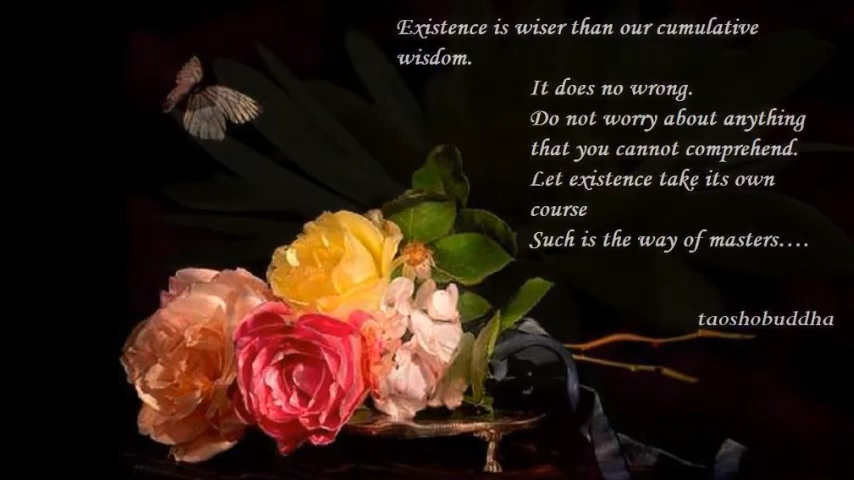 Existence is wiser than our cumulative
wisdom.
It does no wrong.
Do not worry about anything
that you cannot comprehend.
Let existence take its own
course
Such is the way of masters....
taoshobuddha